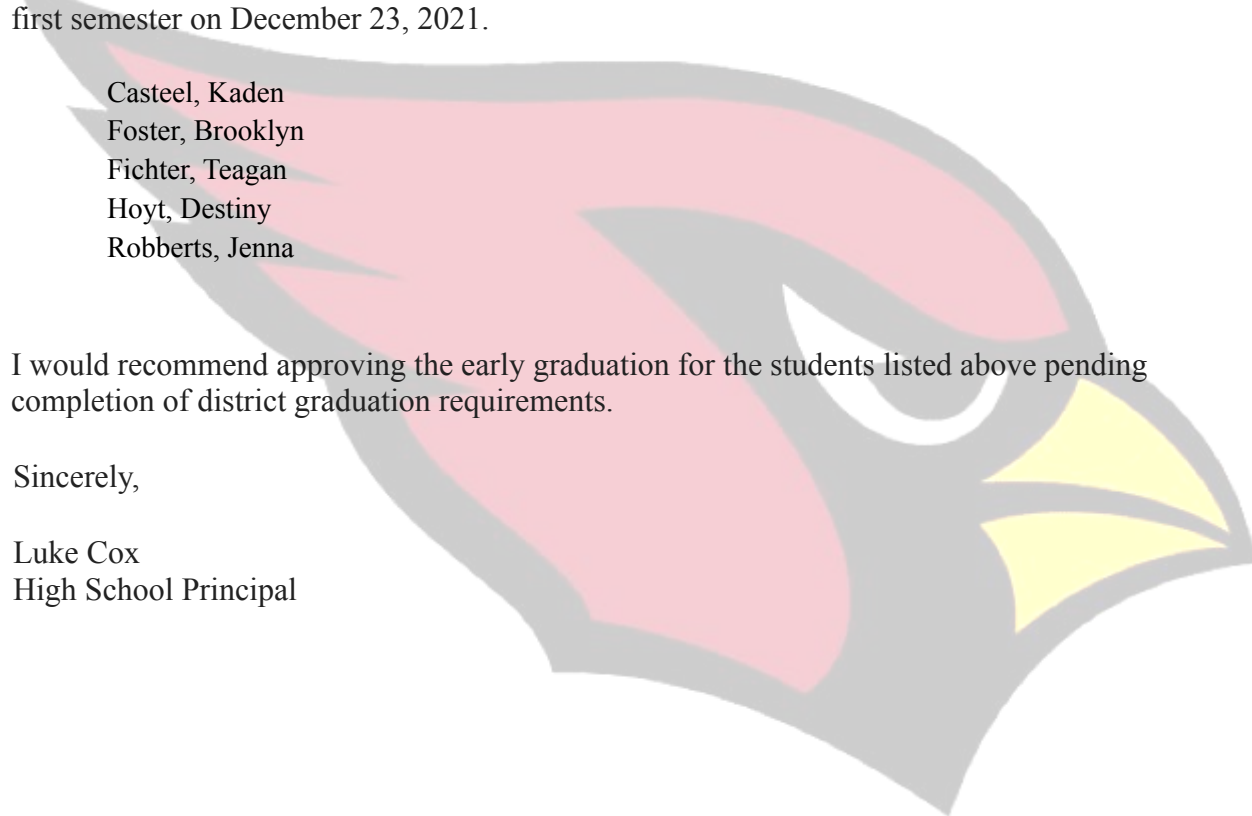 first semester on December 23, 2021.
Casteel, Kaden
Foster, Brooklyn
Fichter, Teagan
Hoyt, Destiny
Robberts, Jenna
I would recommend approving the early graduation for the students listed above pending
completion of district graduation requirements.
Sincerely,
Luke Cox
High School Principal